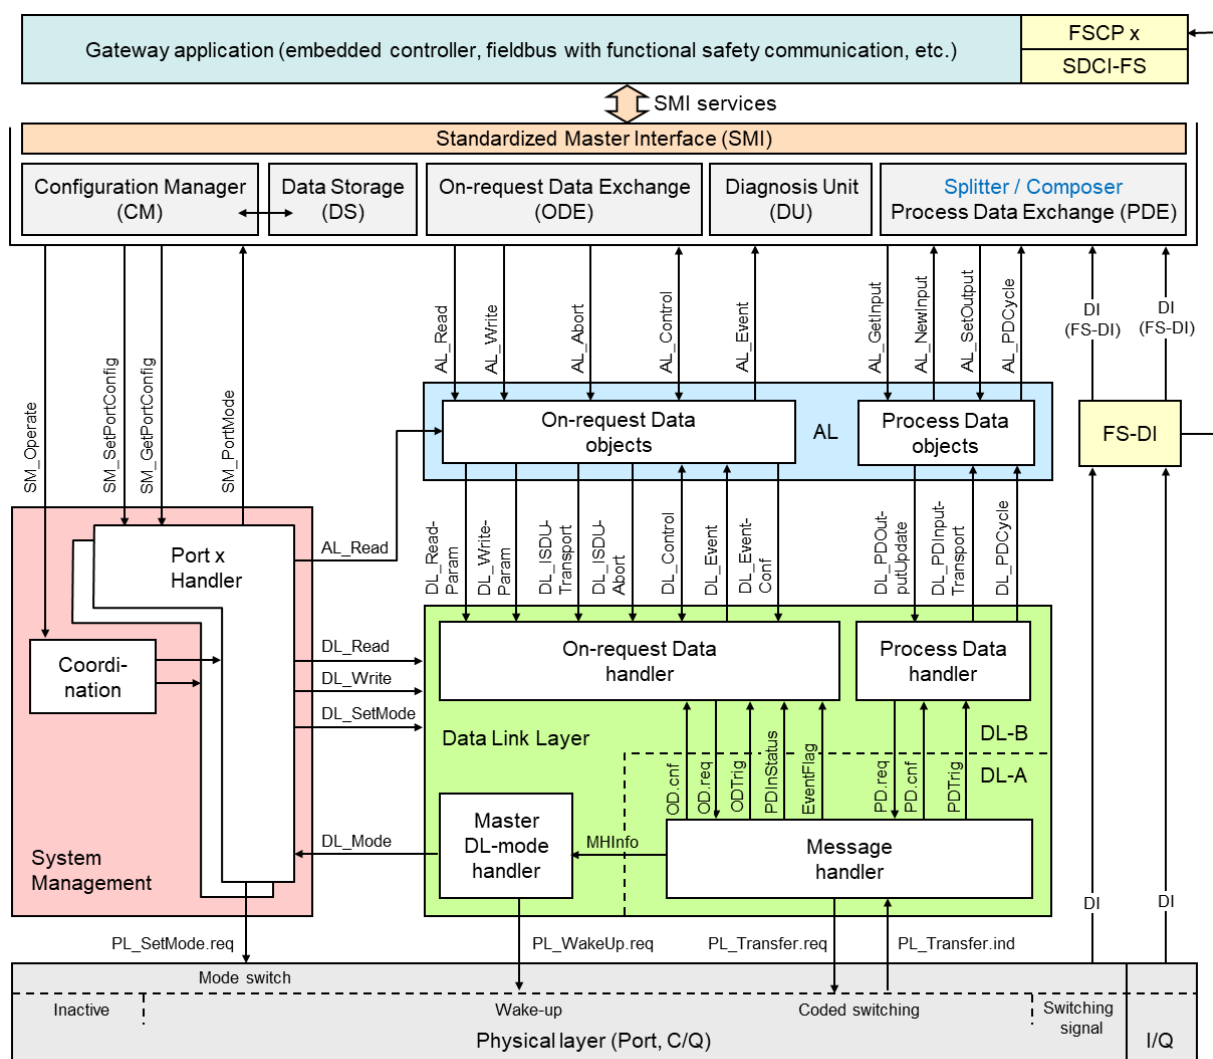 Gateway application (embedded controller, fieldbus with functional safety communication, etc.)
FSCP x
SDCI-FS
SMI services
Standardized Master Interface (SMI)
Configuration Manager
(CM)
Data Storage
(DS)
On-request Data Exchange
(ODE)
Diagnosis Unit
(DU)
Splitter / Composer
Process Data Exchange (PDE)
SM_Operate
SM_SetPortConfig
SM_GetPortConfig
SM_PortMode
AL_Read
AL_Write
AL_Abort
AL_Control
AL_Event
AL_GetInput
AL_NewInput
AL_SetOutput
AL_PDCycle
DI
(FS-DI)
DI
(FS-DI)
On-request Data
objects
AL
Process Data
objects
FS-DI
Port x
Handler
AL_Read
DL_Read-
Param
DL_Write-
Param
DL_ISDU-
Transport
DL_ISDU-
Abort
DL_Control
DL_Event
DL_Event-
Conf
DL_PDOut-
putUpdate
DL_PDInput-
Transport
DL_PDCycle
Coordi-
nation
DL_Read
DL_Write
DL_SetMode
On-request Data
handler
Process Data
handler
Data Link Layer
DL-B
DL-A
OD.cnf
OD.req
ODTrig
PDInStatus
EventFlag
PD.req
PD.cnf
PDTrig
System
Management
DL_Mode
Master
DL-mode
handler
MHInfo
Message
handler
DI
DI
PL_SetMode.req
PL_WakeUp.req
PL_Transfer.req
PL_Transfer.ind
Mode switch
Inactive
Wake-up
Coded switching
Switching
signal
Physical layer (Port, C/Q)
I/Q